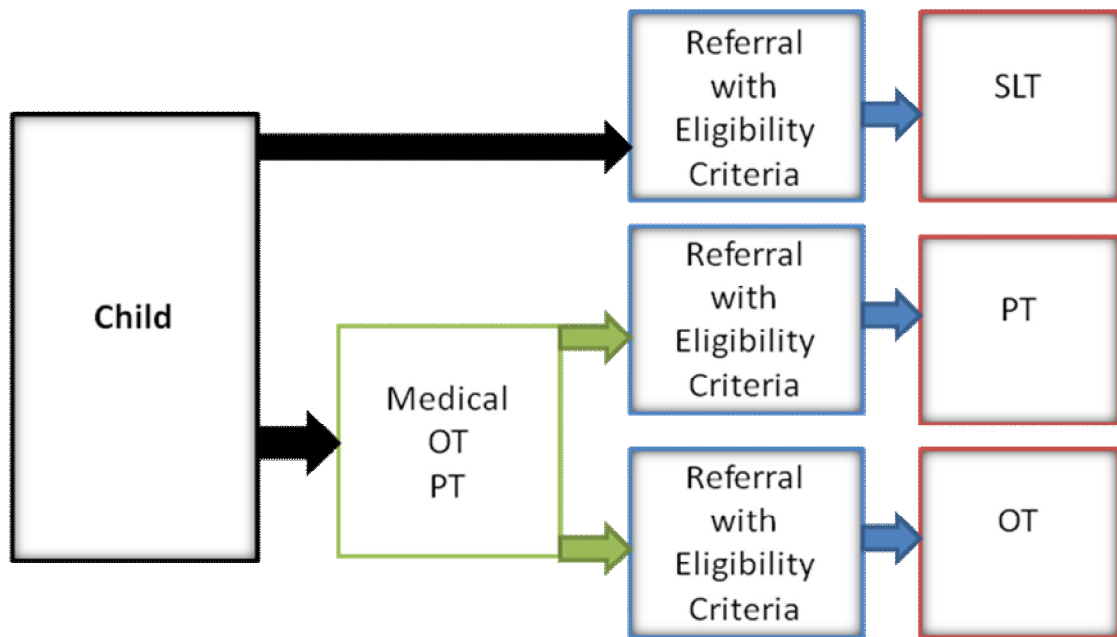 Referral
with
Eligibility
Criteria
SLT
Child
Referral
with
Eligibility
Criteria
PT
Medical
OT
PT
Referral
with
Eligibility
Criteria
OT